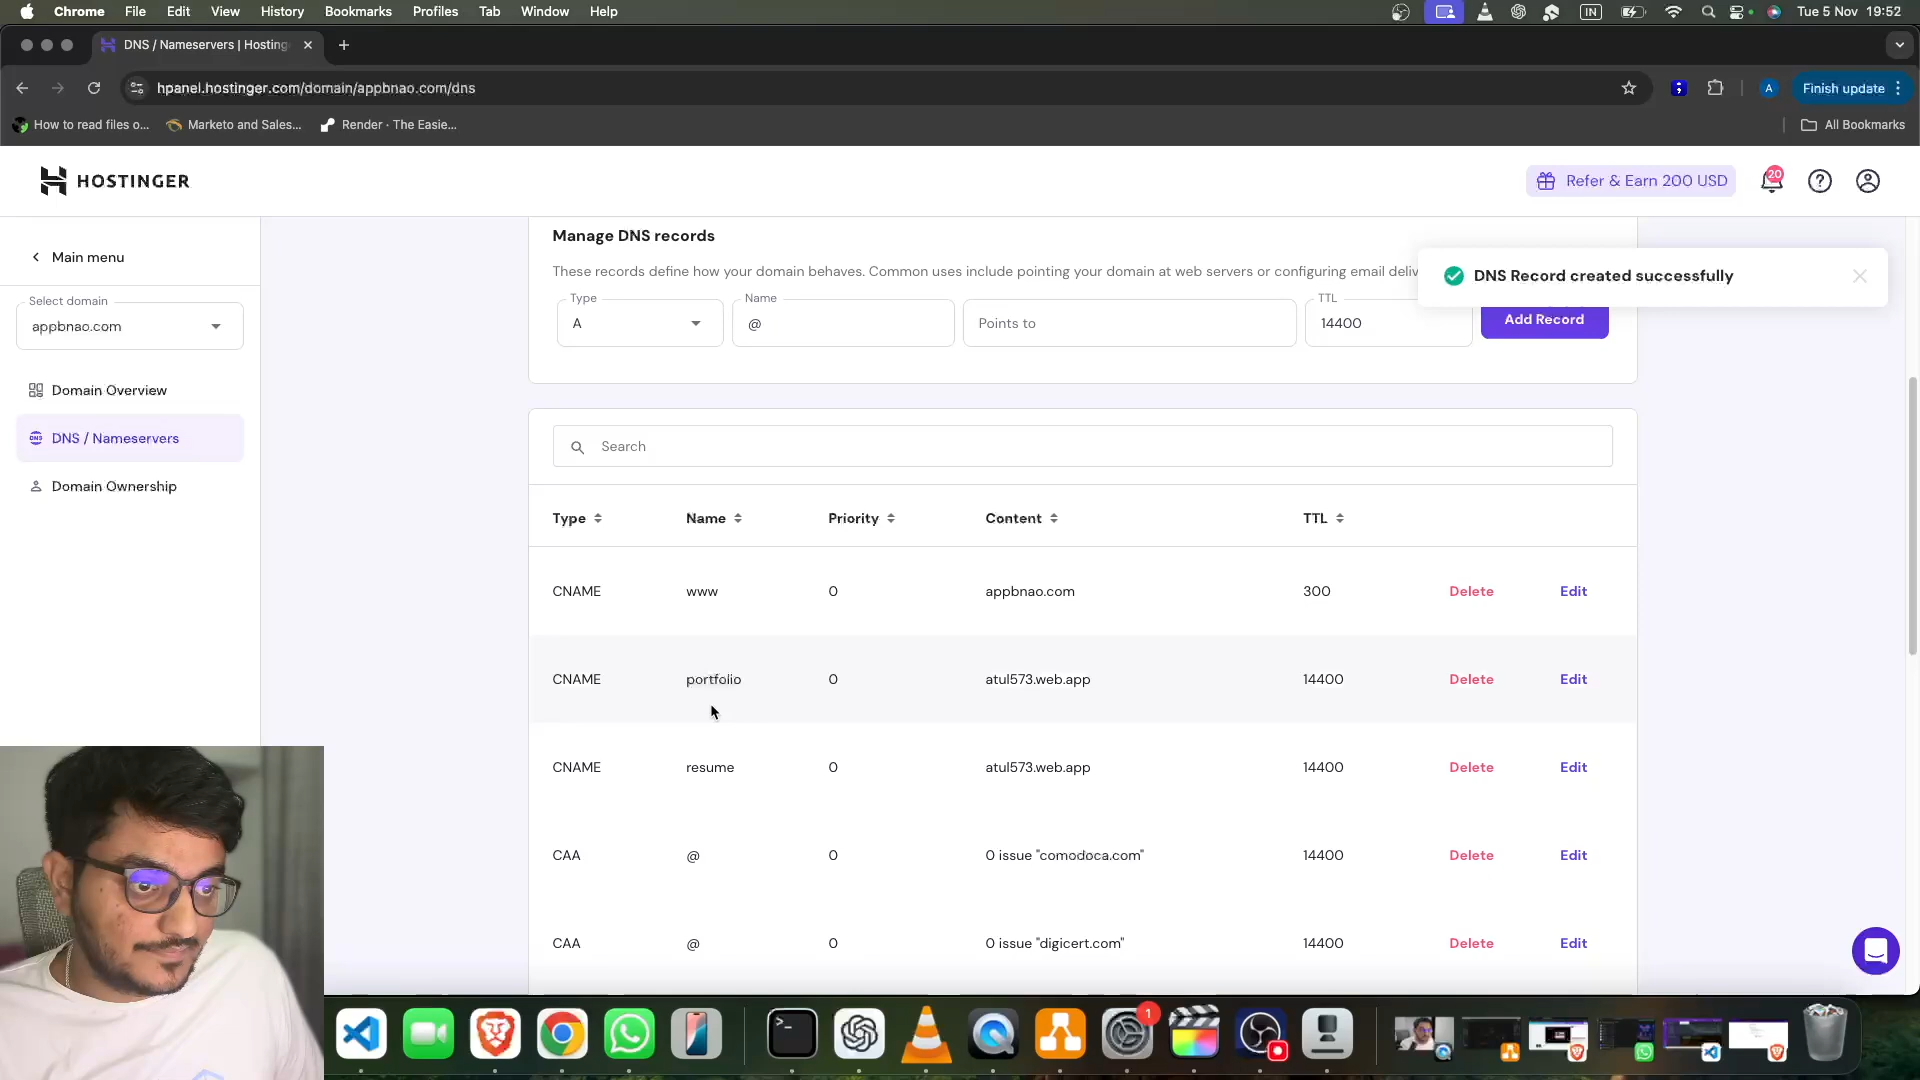 Chrome File Edit View History Bookmarks Profiles Tab Window Help IN Tue 5 Nov 19:52
DNS / Nameservers | Hosting
hpanel.hostinger.com/domain/appbnao.com/dns A Finish update
How to read files o... Marketo and Sales... Render · The Easie... All Bookmarks
HOSTINGER Refer & Earn 200 USD 20
Main menu
Select domain
appbnao.com
Domain Overview
DNS / Nameservers
Domain Ownership
Manage DNS records
These records define how your domain behaves. Common uses include pointing your domain at web servers or configuring email deliv
DNS Record created successfully
Type Name TTL
A @ Points to 14400 Add Record
Search
Type Name Priority Content TTL
CNAME www 0 appbnao.com 300 Delete Edit
CNAME portfolio 0 atul573.web.app 14400 Delete Edit
CNAME resume 0 atul573.web.app 14400 Delete Edit
CAA @ 0 0 issue "comodoca.com" 14400 Delete Edit
CAA @ 0 0 issue "digicert.com" 14400 Delete Edit
1